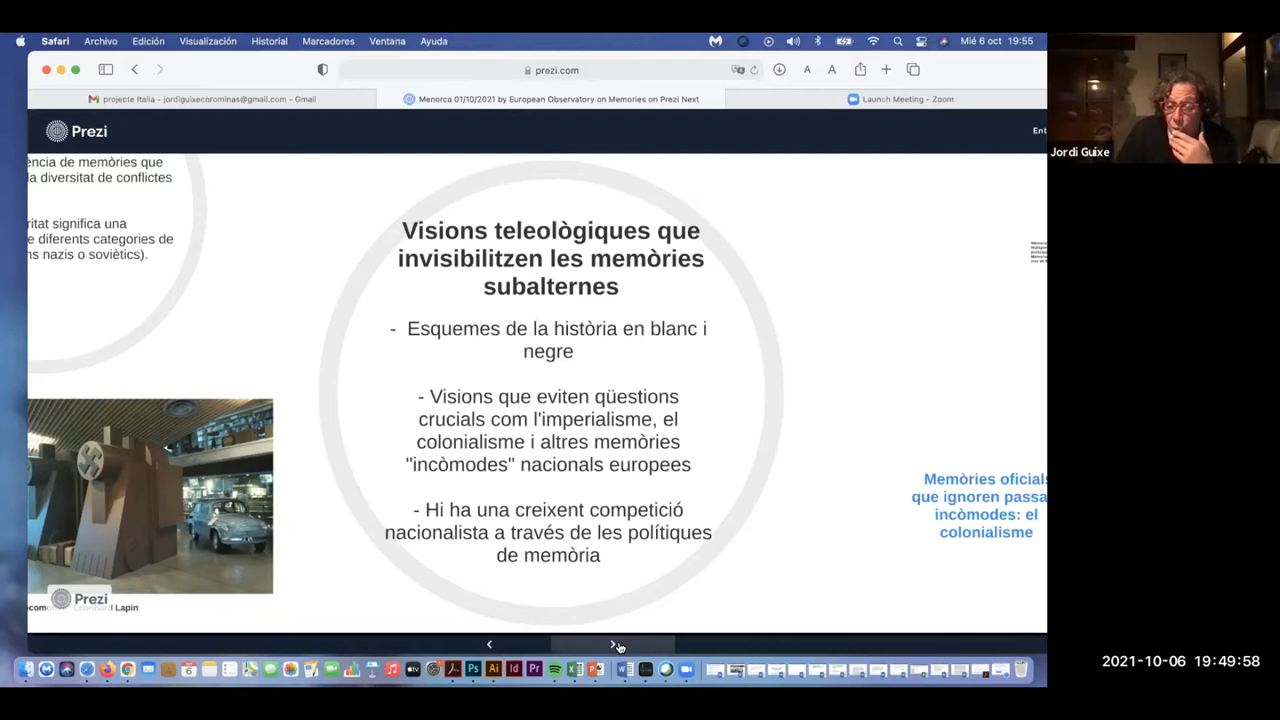 Safari Archivo Edición Visualización Historial Marcadores Ventana Ayuda
Mié 6 oct 19:55
prezi.com
A A
projecte Italia - jordiguixecorominas@gmail.com - Gmail
Menorca 01/10/2021 by European Observatory on Memories on Prezi Next
Launch Meeting - Zoom
Prezi
Ent
Jordi Guixe
ència de memòries que
la diversitat de conflictes
ritat significa una
e diferents categories de
ns nazis o soviètics).
Visions teleològiques que
invisibilitzen les memòries
subalternes
- Esquemes de la història en blanc i
negre
- Visions que eviten qüestions
crucials com l'imperialisme, el
colonialisme i altres memòries
"incòmodes" nacionals europees
- Hi ha una creixent competició
nacionalista a través de les polítiques
de memòria
Memòries oficials
que ignoren passa
incòmodes: el
colonialisme
Prezi
Leonhard Lapin
2021-10-06 19:49:58